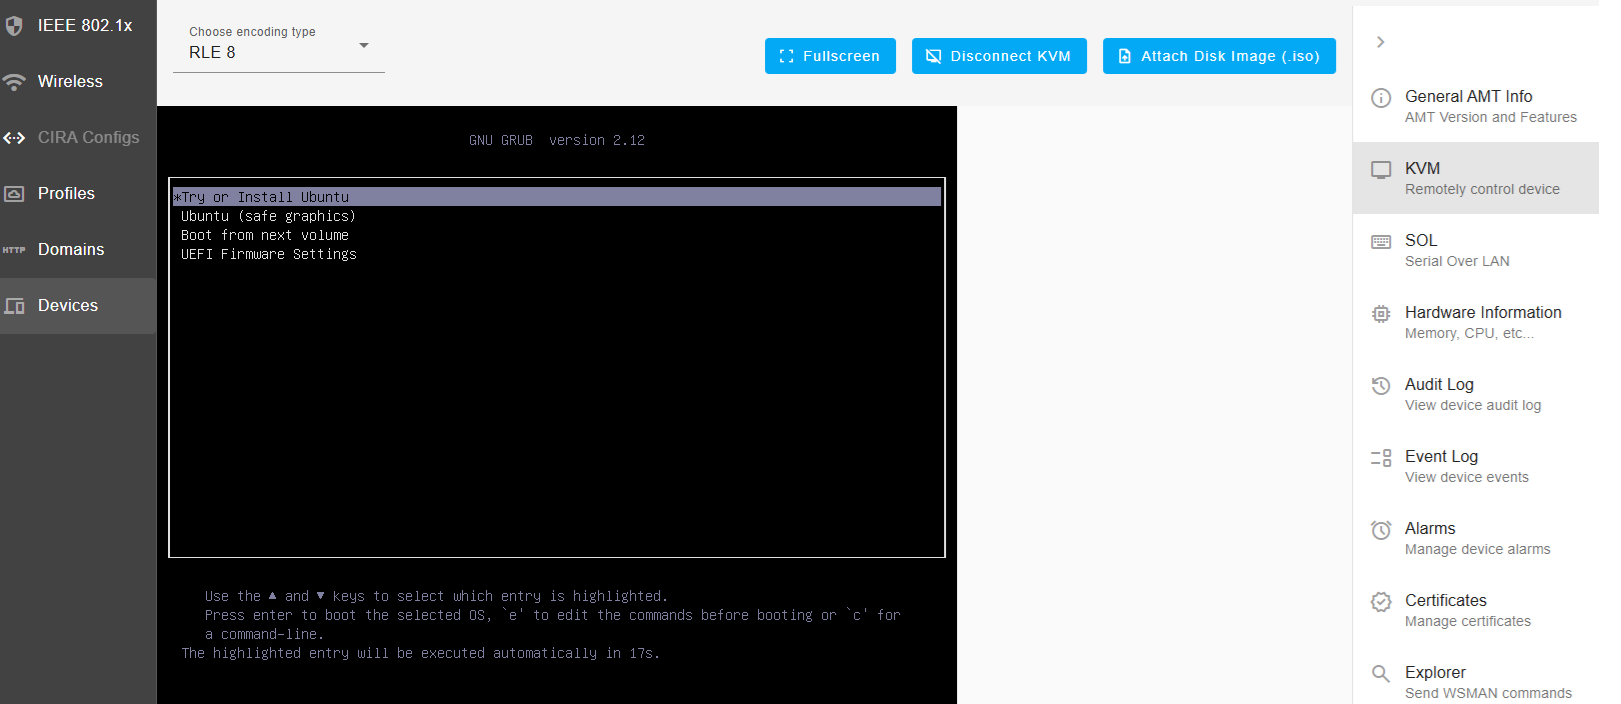 IEEE 802.1x
Wireless
CIRA Configs
Profiles
HTTP Domains
Devices
Choose encoding type
RLE 8
Fullscreen
Disconnect KVM
Attach Disk Image (.iso)
GNU GRUB  version 2.12
*Try or Install Ubuntu
Ubuntu (safe graphics)
Boot from next volume
UEFI Firmware Settings
Use the ▲ and ▼ keys to select which entry is highlighted.
Press enter to boot the selected OS, `e' to edit the commands before booting or `c' for
a command-line.
The highlighted entry will be executed automatically in 17s.
General AMT Info
AMT Version and Features
KVM
Remotely control device
SOL
Serial Over LAN
Hardware Information
Memory, CPU, etc...
Audit Log
View device audit log
Event Log
View device events
Alarms
Manage device alarms
Certificates
Manage certificates
Explorer
Send WSMAN commands